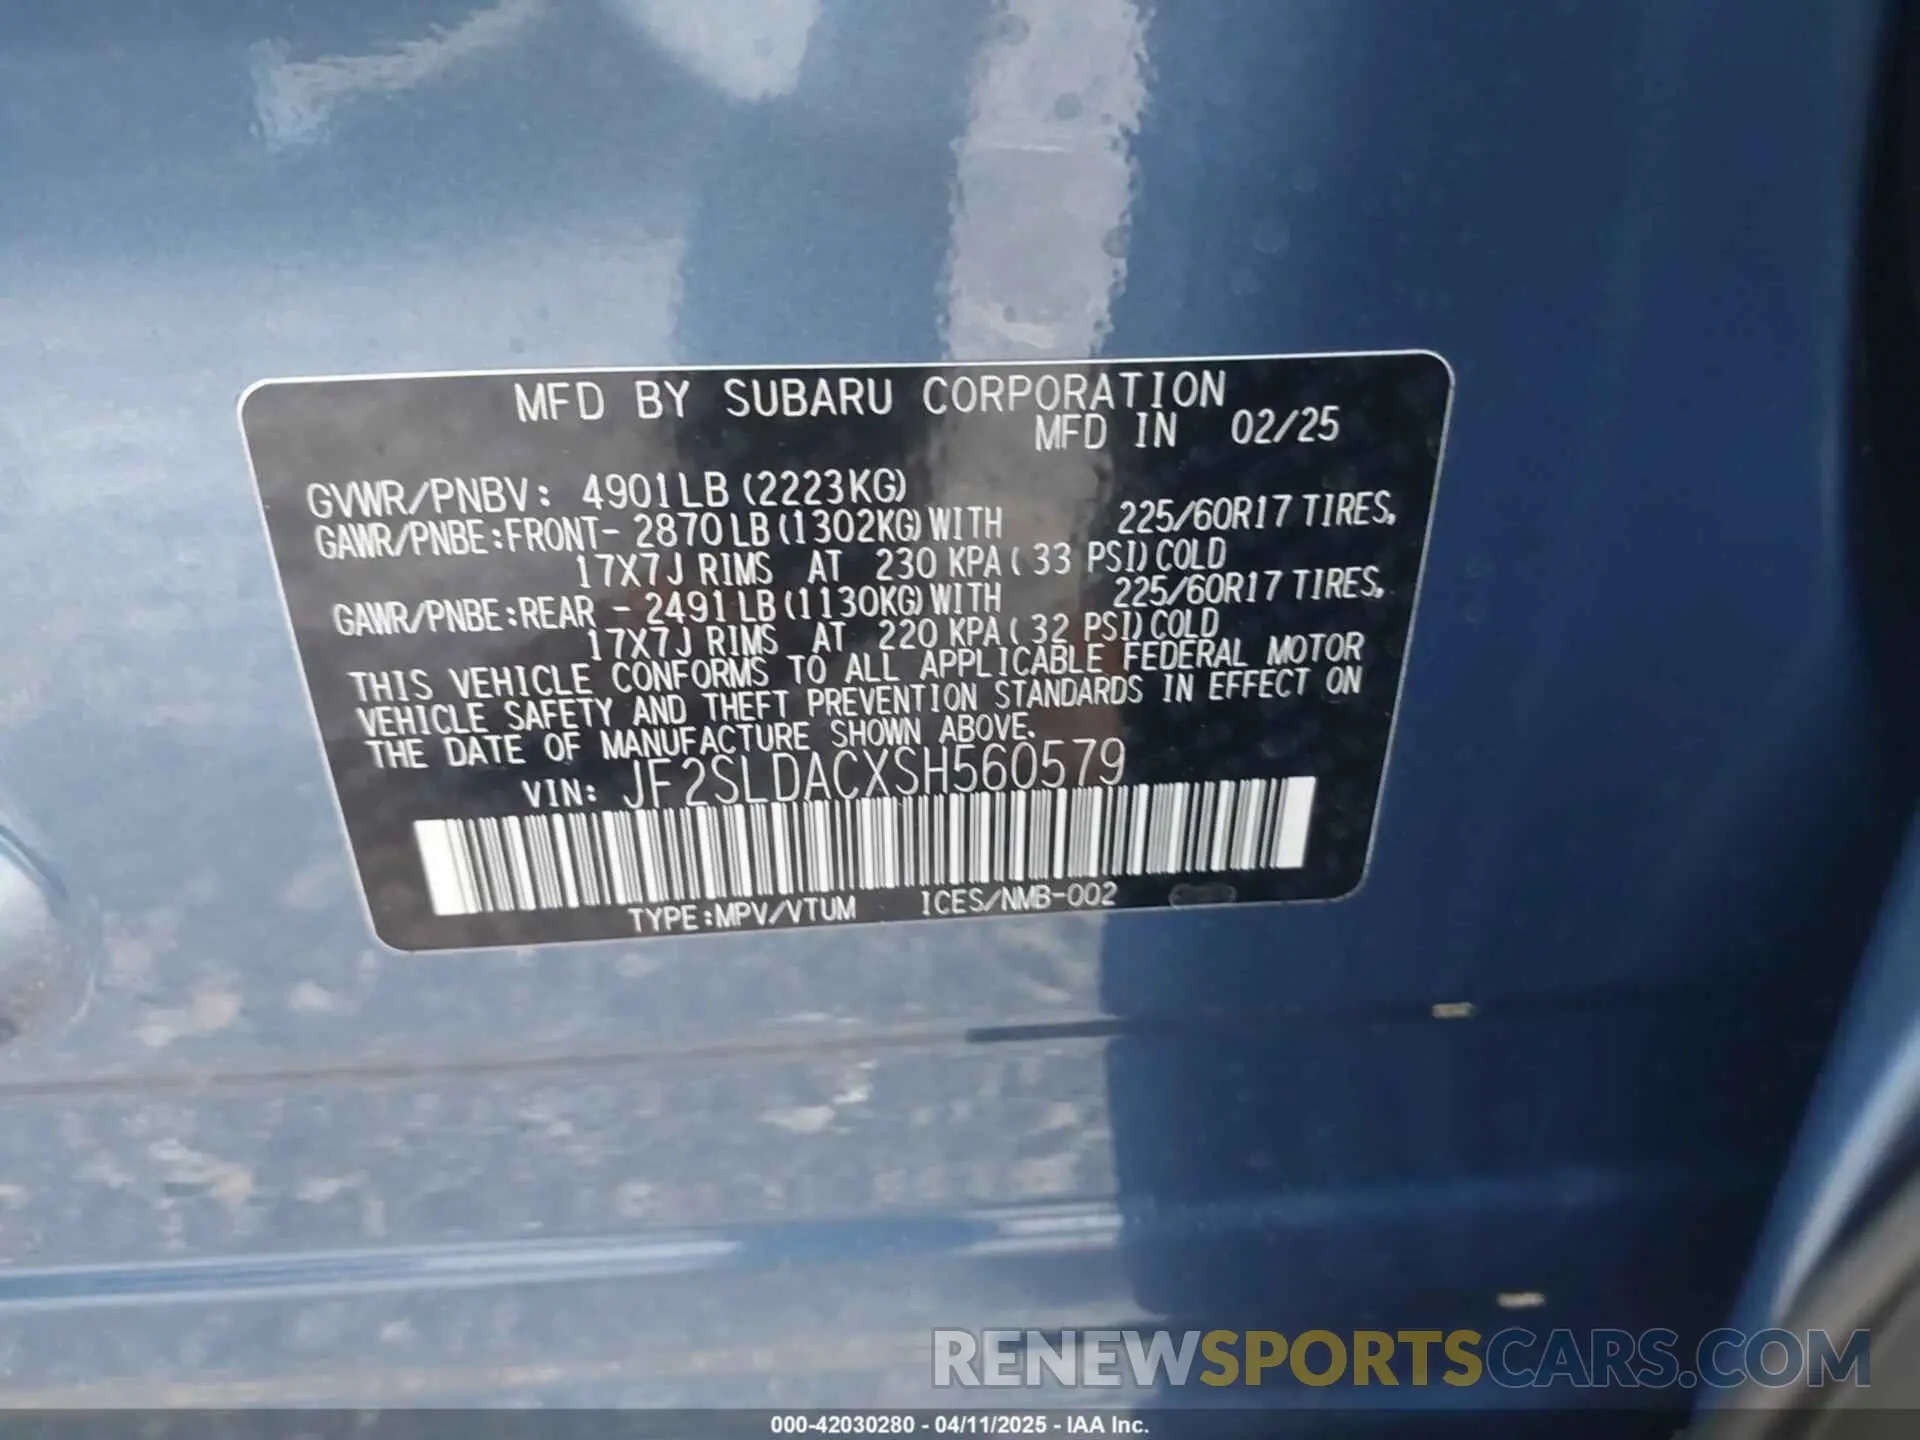 MFD BY SUBARU CORPORATION
MFD IN 02/25
GVWR/PNBV: 4901LB (2223KG)
GAWR/PNBE:FRONT- 2870LB (1302KG) WITH 225/60R17 TIRES,
17X7J RIMS AT 230 KPA ( 33 PSI) COLD
GAWR/PNBE:REAR - 2491LB (1130KG) WITH 225/60R17 TIRES,
17X7J RIMS AT 220 KPA ( 32 PSI) COLD
THIS VEHICLE CONFORMS TO ALL APPLICABLE FEDERAL MOTOR
VEHICLE SAFETY AND THEFT PREVENTION STANDARDS IN EFFECT ON
THE DATE OF MANUFACTURE SHOWN ABOVE.
VIN: JF2SLDACXSH560579
TYPE:MPV/VTUM ICES/NMB-002
RENEWSPORTSCARS.COM
000-42030280 - 04/11/2025 - IAA Inc.